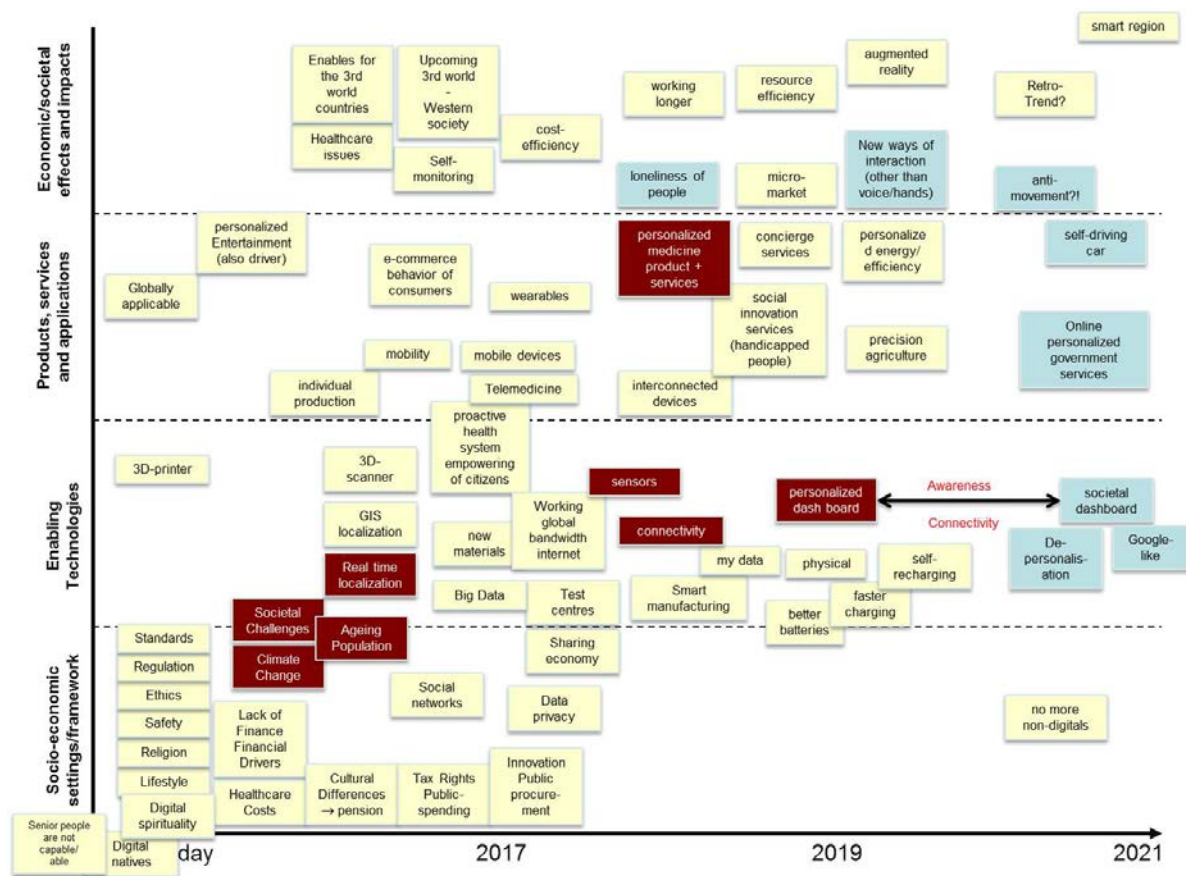 Economic/societal
effects and impacts
smart region
Enables for
the 3rd
world
countries
Upcoming
3rd world
-
Western
society
working
longer
resource
efficiency
augmented
reality
Retro-
Trend?
Healthcare
issues
Self-
monitoring
cost-
efficiency
loneliness of
people
micro-
market
New ways of
interaction
(other than
voice/hands)
anti-
movement?!
Products, services
and applications
Globally
applicable
personalized
Entertainment
(also driver)
e-commerce
behavior of
consumers
wearables
personalized
medicine
product +
services
concierge
services
personalize
d energy/
efficiency
self-driving
car
social
innovation
services
(handicapped
people)
precision
agriculture
Online
personalized
government
services
mobility
mobile devices
individual
production
Telemedicine
interconnected
devices
Enabling
Technologies
3D-printer
3D-
scanner
proactive
health
system
empowering
of citizens
sensors
personalized
dash board
Awareness
Connectivity
societal
dashboard
GIS
localization
new
materials
Working
global
bandwidth
internet
connectivity
my data
physical
self-
recharging
De-
personalis-
ation
Google-
like
Real time
localization
Big Data
Test
centres
Smart
manufacturing
better
batteries
faster
charging
Societal
Challenges
Ageing
Population
Climate
Change
Socio-economic
settings/framework
Standards
Regulation
Ethics
Safety
Religion
Lifestyle
Digital
spirituality
Sharing
economy
Social
networks
Data
privacy
no more
non-digitals
Lack of
Finance
Financial
Drivers
Healthcare
Costs
Cultural
Differences
→ pension
Tax Rights
Public-
spending
Innovation
Public
procure-
ment
Senior people
are not
capable/
able
Digital
natives
day
2017
2019
2021